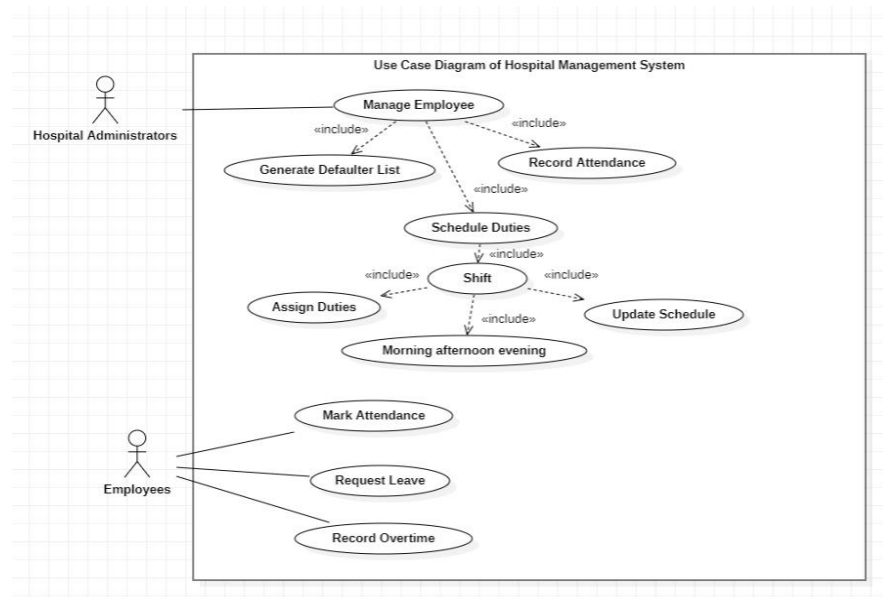 Use Case Diagram of Hospital Management System
Manage Employee
Hospital Administrators
«include»
«include»
Generate Defaulter List
Record Attendance
«include»
Schedule Duties
«include»
Shift
«include»
«include»
Assign Duties
«include»
Update Schedule
Morning afternoon evening
Mark Attendance
Employees
Request Leave
Record Overtime